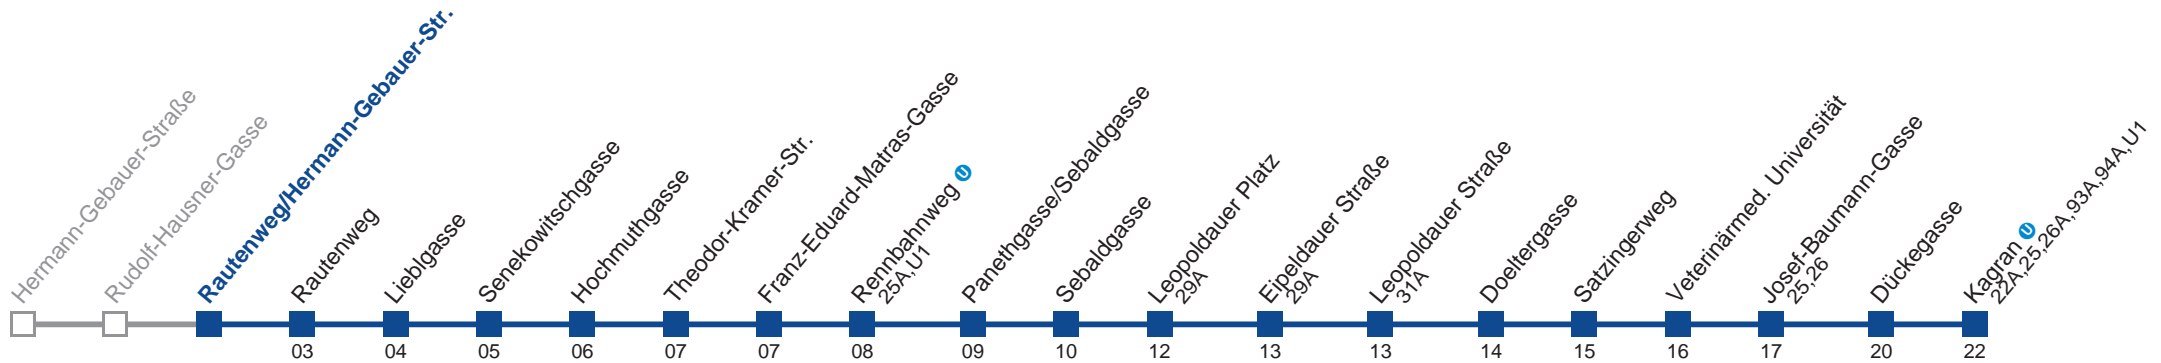 Hermann-Gebauer-Straße
Rudolf-Hausner-Gasse
Rautenweg/Hermann-Gebauer-Str.
Rautenweg
03
Lieblgasse
04
Senekowitschgasse
05
Hochmuthgasse
06
Theodor-Kramer-Str.
07
Franz-Eduard-Matras-Gasse
07
Rennbahnweg U
25A,U1
08
Panethgasse/Sebaldgasse
09
Sebaldgasse
10
Leopoldauer Platz
29A
12
Eipeldauer Straße
29A
13
Leopoldauer Straße
31A
13
Doeltergasse
14
Satzingerweg
15
Veterinärmed. Universität
16
Josef-Baumann-Gasse
25,26
17
Dückegasse
20
Kagran U
22A,25,26A,93A,94A,U1
22